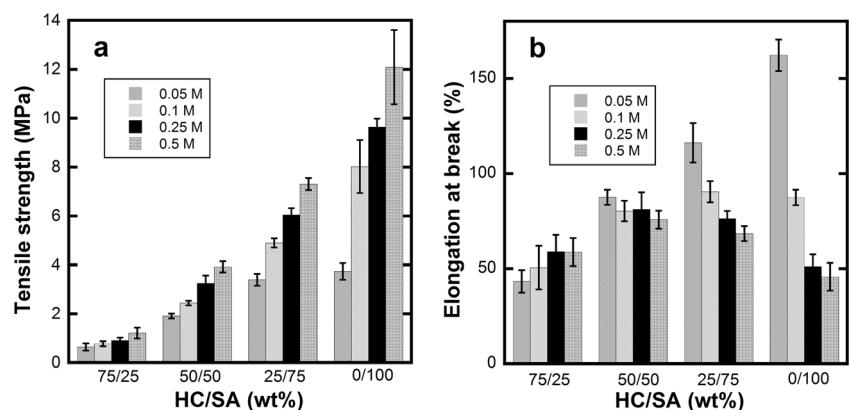 a
Tensile strength (MPa)
14
12
10
8
6
4
2
0
0.05 M
0.1 M
0.25 M
0.5 M
75/25 50/50 25/75 0/100
HC/SA (wt%)
b
Elongation at break (%)
150
100
50
0
0.05 M
0.1 M
0.25 M
0.5 M
75/25 50/50 25/75 0/100
HC/SA (wt%)